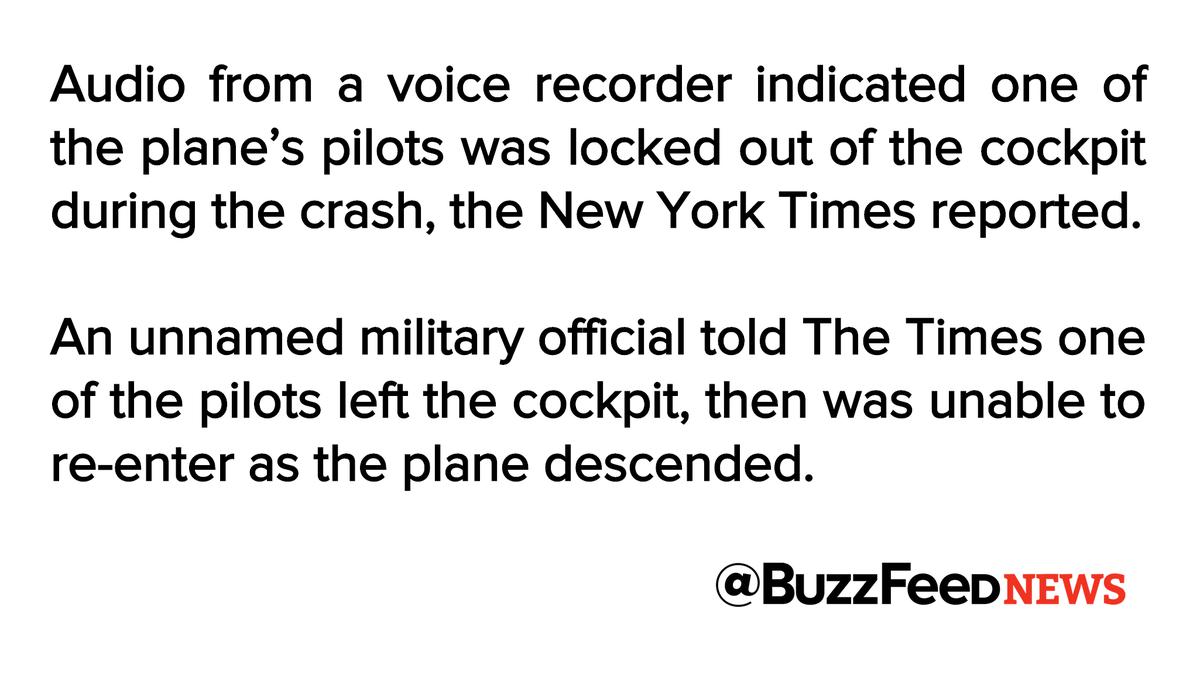 Audio from a voice recorder indicated one of
the plane’s pilots was locked out of the cockpit
during the crash, the New York Times reported.
An unnamed military official told The Times one
of the pilots left the cockpit, then was unable to
re-enter as the plane descended.
@BuzzFeedNEWS